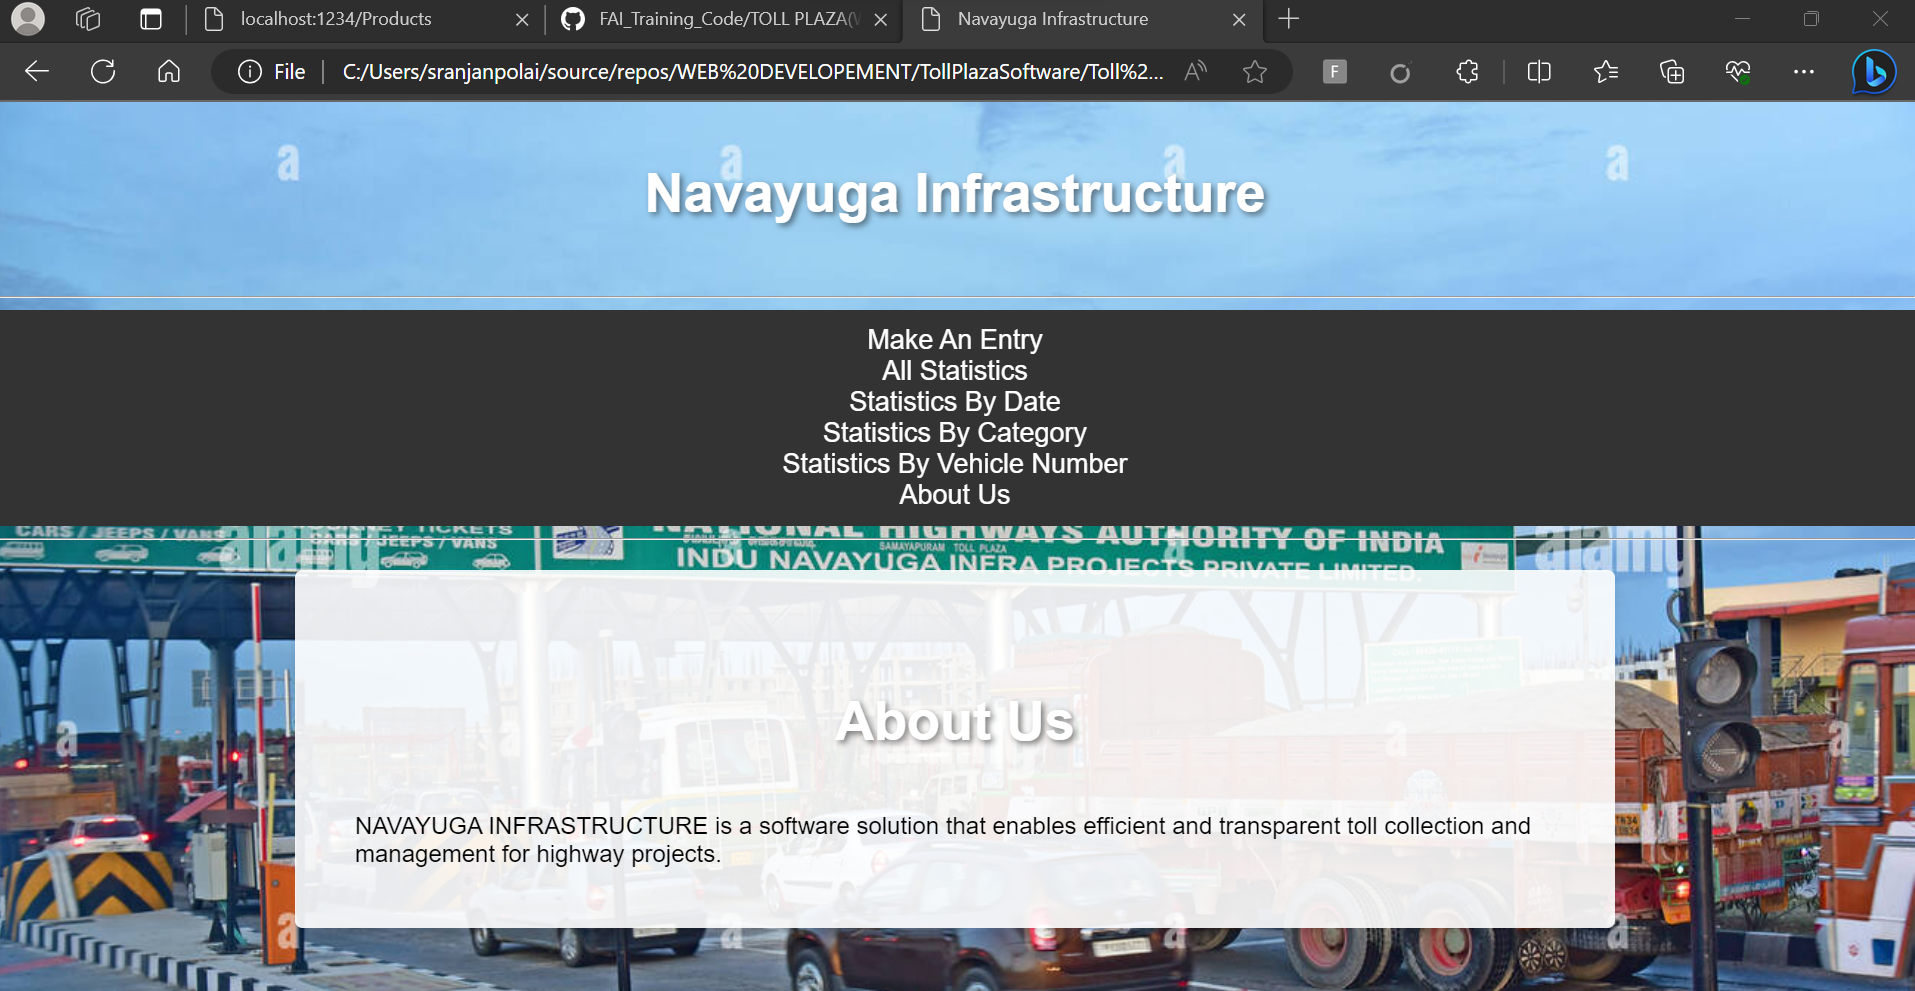 localhost:1234/Products
FAI_Training_Code/TOLL PLAZA(
Navayuga Infrastructure
File
C:/Users/sranjanpolai/source/repos/WEB%20DEVELOPEMENT/TollPlazaSoftware/Toll%2...
F
Navayuga Infrastructure
Make An Entry
All Statistics
Statistics By Date
Statistics By Category
Statistics By Vehicle Number
About Us
CARS / JEEPS / VANS
JOURNEY TICKETS
CARS / JEEPS / VANS
NATIONAL HIGHWAYS AUTHORITY OF INDIA
SAMAYAPURAM TOLL PLAZA
INDU NAVAYUGA INFRA PROJECTS PRIVATE LIMITED.
alamy
alamy
About Us
NAVAYUGA INFRASTRUCTURE is a software solution that enables efficient and transparent toll collection and
management for highway projects.
a
a
a
a
a
a
a
a
a
a
a
a